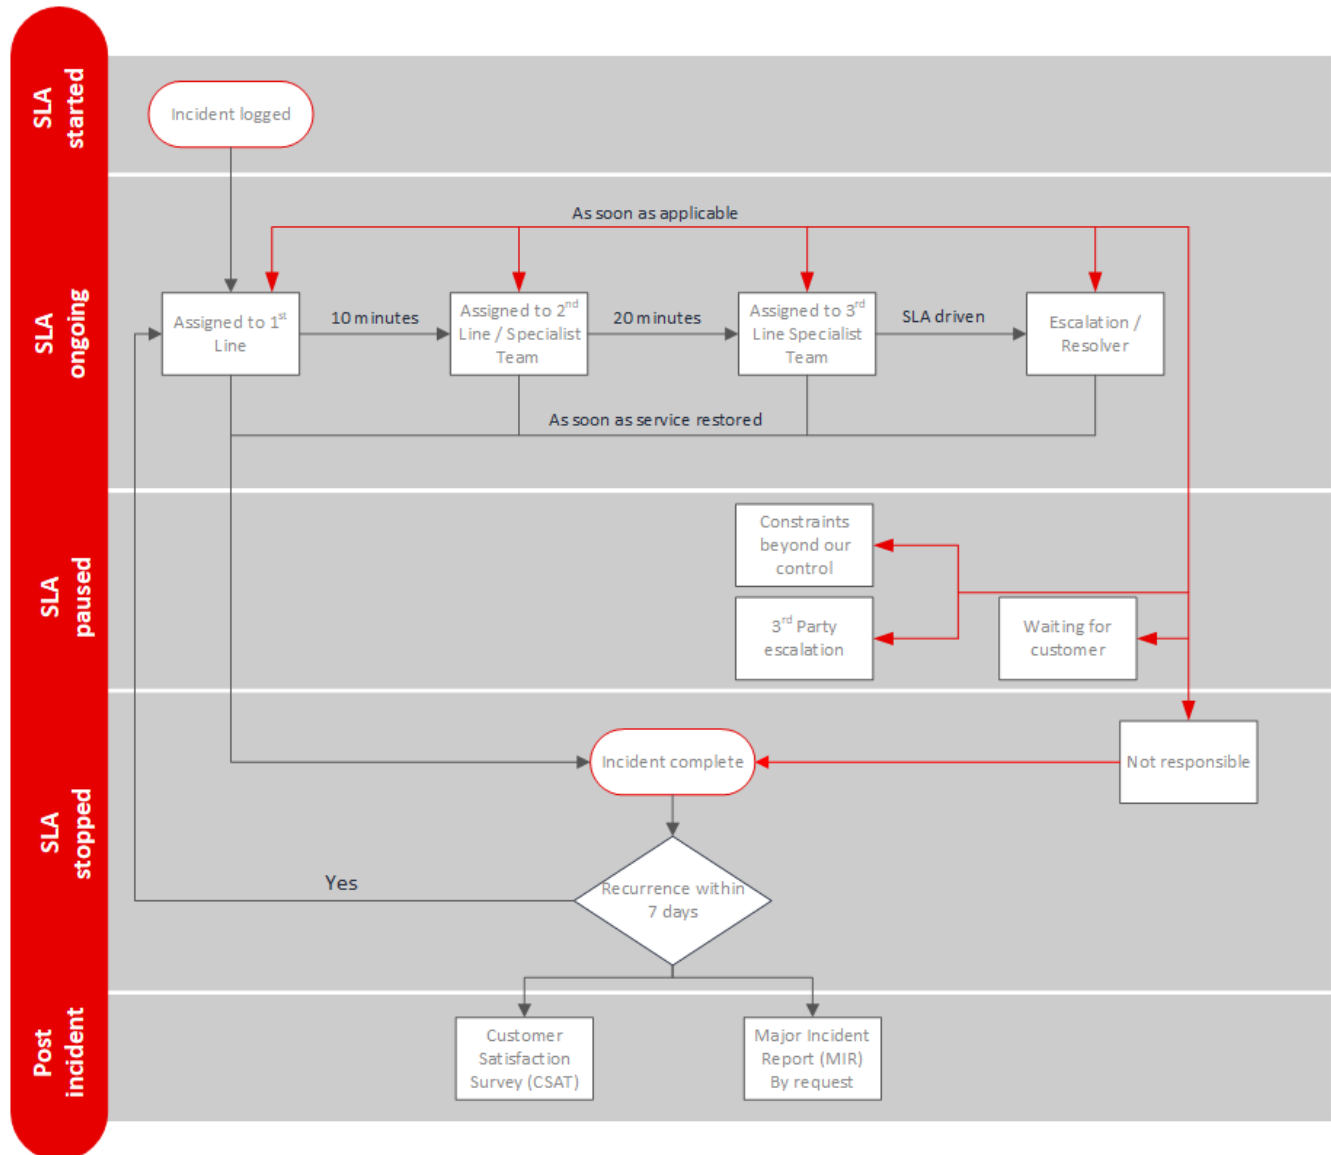 SLA
started
Incident logged
SLA
ongoing
As soon as applicable
Assigned to 1st
Line
10 minutes
Assigned to 2nd
Line / Specialist
Team
20 minutes
Assigned to 3rd
Line Specialist
Team
SLA driven
Escalation /
Resolver
As soon as service restored
SLA
paused
Constraints
beyond our
control
3rd Party
escalation
Waiting for
customer
SLA
stopped
Incident complete
Not responsible
Recurrence within
7 days
Yes
Post
incident
Customer
Satisfaction
Survey (CSAT)
Major Incident
Report (MIR)
By request